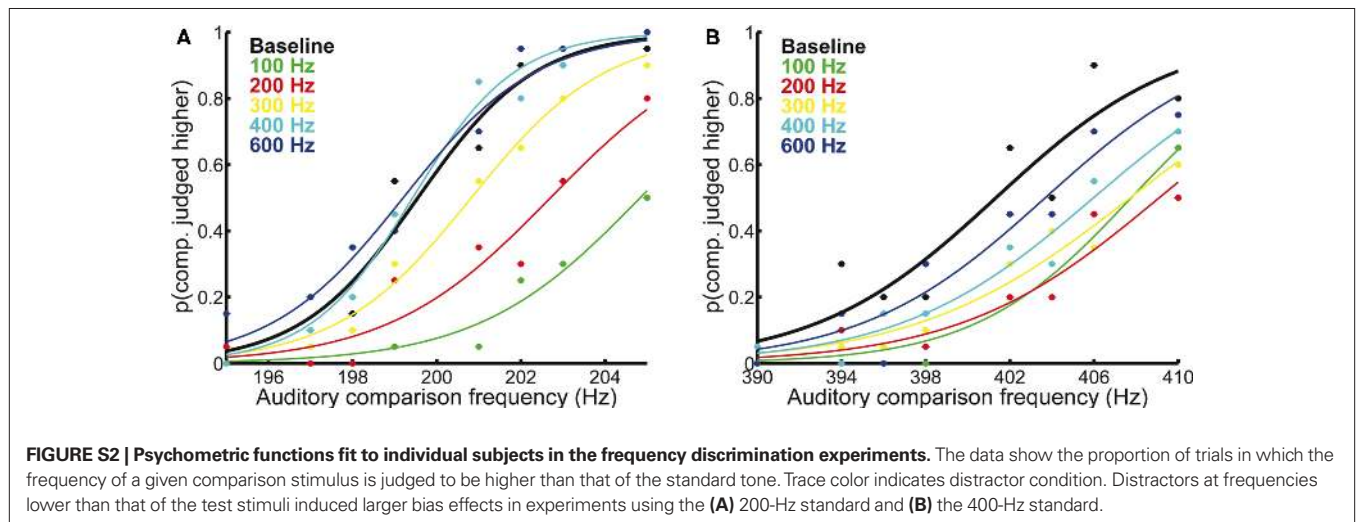 A
Baseline
100 Hz
200 Hz
300 Hz
400 Hz
600 Hz
1
0.8
0.6
0.4
0.2
0
p(comp. judged higher)
196 198 200 202 204
Auditory comparison frequency (Hz)
B
Baseline
100 Hz
200 Hz
300 Hz
400 Hz
600 Hz
1
0.8
0.6
0.4
0.2
0
p(comp. judged higher)
390 394 398 402 406 410
Auditory comparison frequency (Hz)
FIGURE S2 | Psychometric functions fit to individual subjects in the frequency discrimination experiments. The data show the proportion of trials in which the
frequency of a given comparison stimulus is judged to be higher than that of the standard tone. Trace color indicates distractor condition. Distractors at frequencies
lower than that of the test stimuli induced larger bias effects in experiments using the (A) 200-Hz standard and (B) the 400-Hz standard.